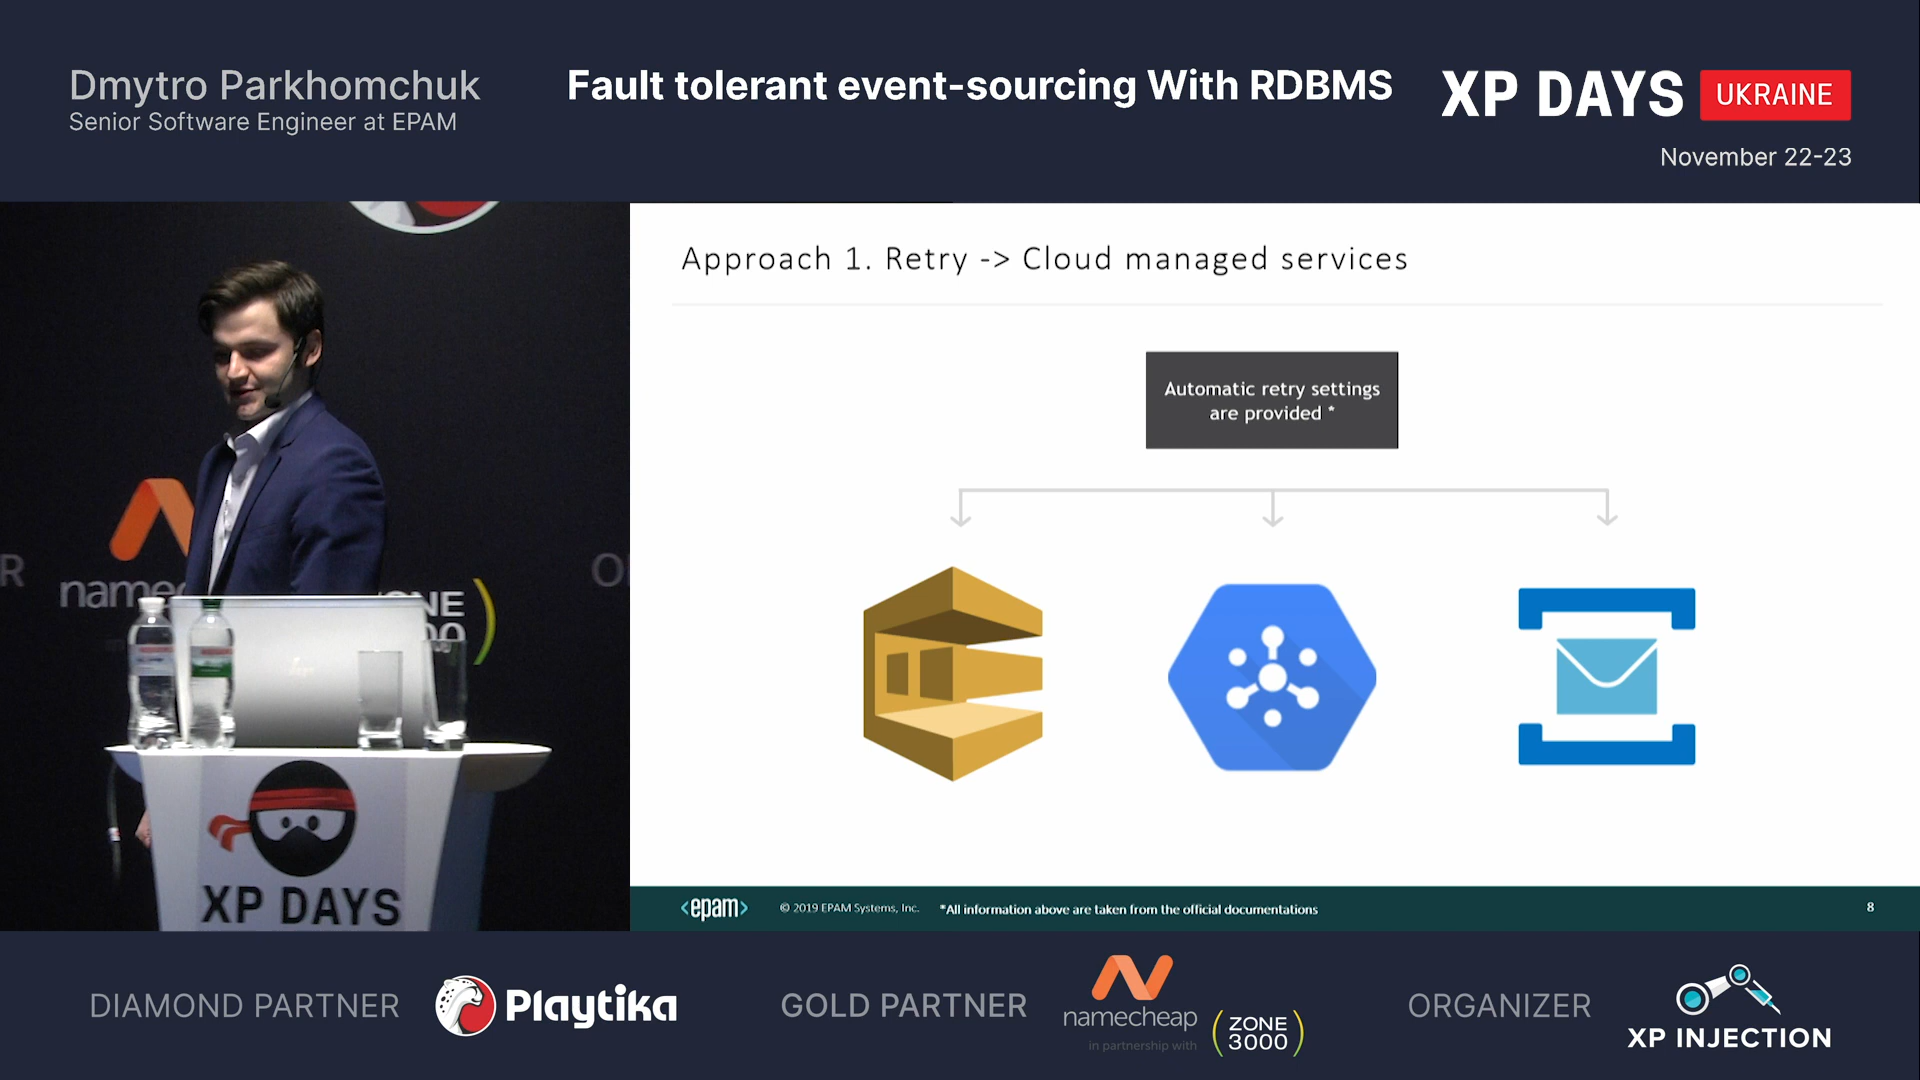 Dmytro Parkhomchuk
Senior Software Engineer at EPAM
Fault tolerant event-sourcing With RDBMS
XP DAYS UKRAINE
November 22-23
Approach 1. Retry -> Cloud managed services
Automatic retry settings
are provided *
R
name
NE
00
O
XP DAYS
<epam>
© 2019 EPAM Systems, Inc.
*All information above are taken from the official documentations
8
DIAMOND PARTNER
Playtika
GOLD PARTNER
namecheap
in partnership with
ZONE
3000
ORGANIZER
XP INJECTION